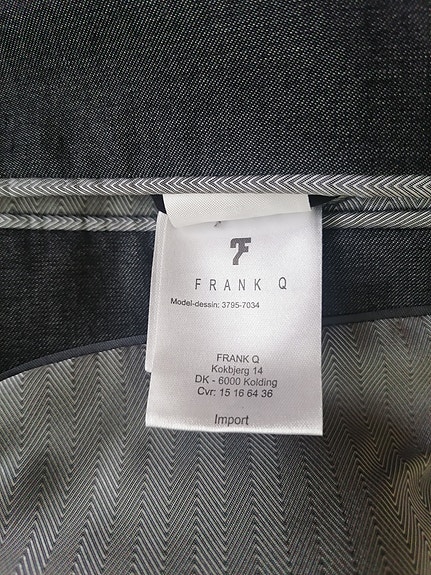 FRANK Q
Model-dessin: 3795-7034
FRANK Q
Kokbjerg 14
DK - 6000 Kolding
Cvr: 15 16 64 36
Import